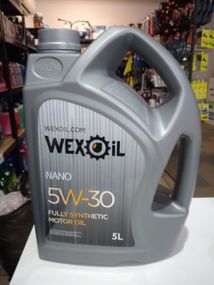 WEXOIL.COM
WEXOIL
NANO
5W-30
FULLY SYNTHETIC
MOTOR OIL
5L